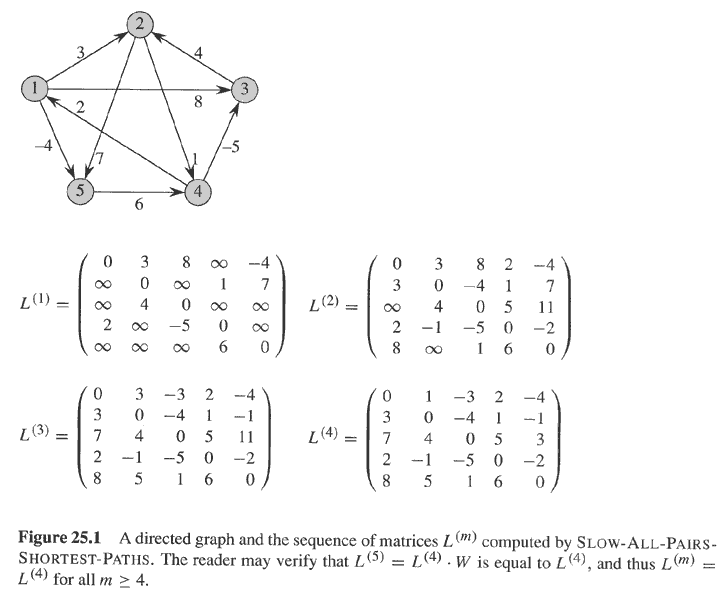 2
3 4
1 8 3
2
-4 7 1 -5
5 4
6
0 3 8 ∞ -4 0 3 8 2 -4
∞ 0 ∞ 1 7 3 0 -4 1 7
L(1) = ∞ 4 0 ∞ ∞ L(2) = ∞ 4 0 5 11
2 ∞ -5 0 ∞ 2 -1 -5 0 -2
∞ ∞ ∞ 6 0 8 ∞ 1 6 0
0 3 -3 2 -4 0 1 -3 2 -4
3 0 -4 1 -1 3 0 -4 1 -1
L(3) = 7 4 0 5 11 L(4) = 7 4 0 5 3
2 -1 -5 0 -2 2 -1 -5 0 -2
8 5 1 6 0 8 5 1 6 0
Figure 25.1 A directed graph and the sequence of matrices L(m) computed by SLOW-ALL-PAIRS-
SHORTEST-PATHS. The reader may verify that L(5) = L(4) · W is equal to L(4), and thus L(m) =
L(4) for all m ≥ 4.